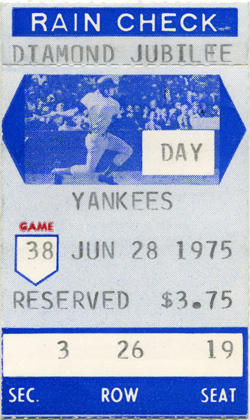 RAIN CHECK
DIAMOND JUBILEE
DAY
YANKEES
GAME
38 JUN 28 1975
RESERVED $3.75
3 26 19
SEC. ROW SEAT